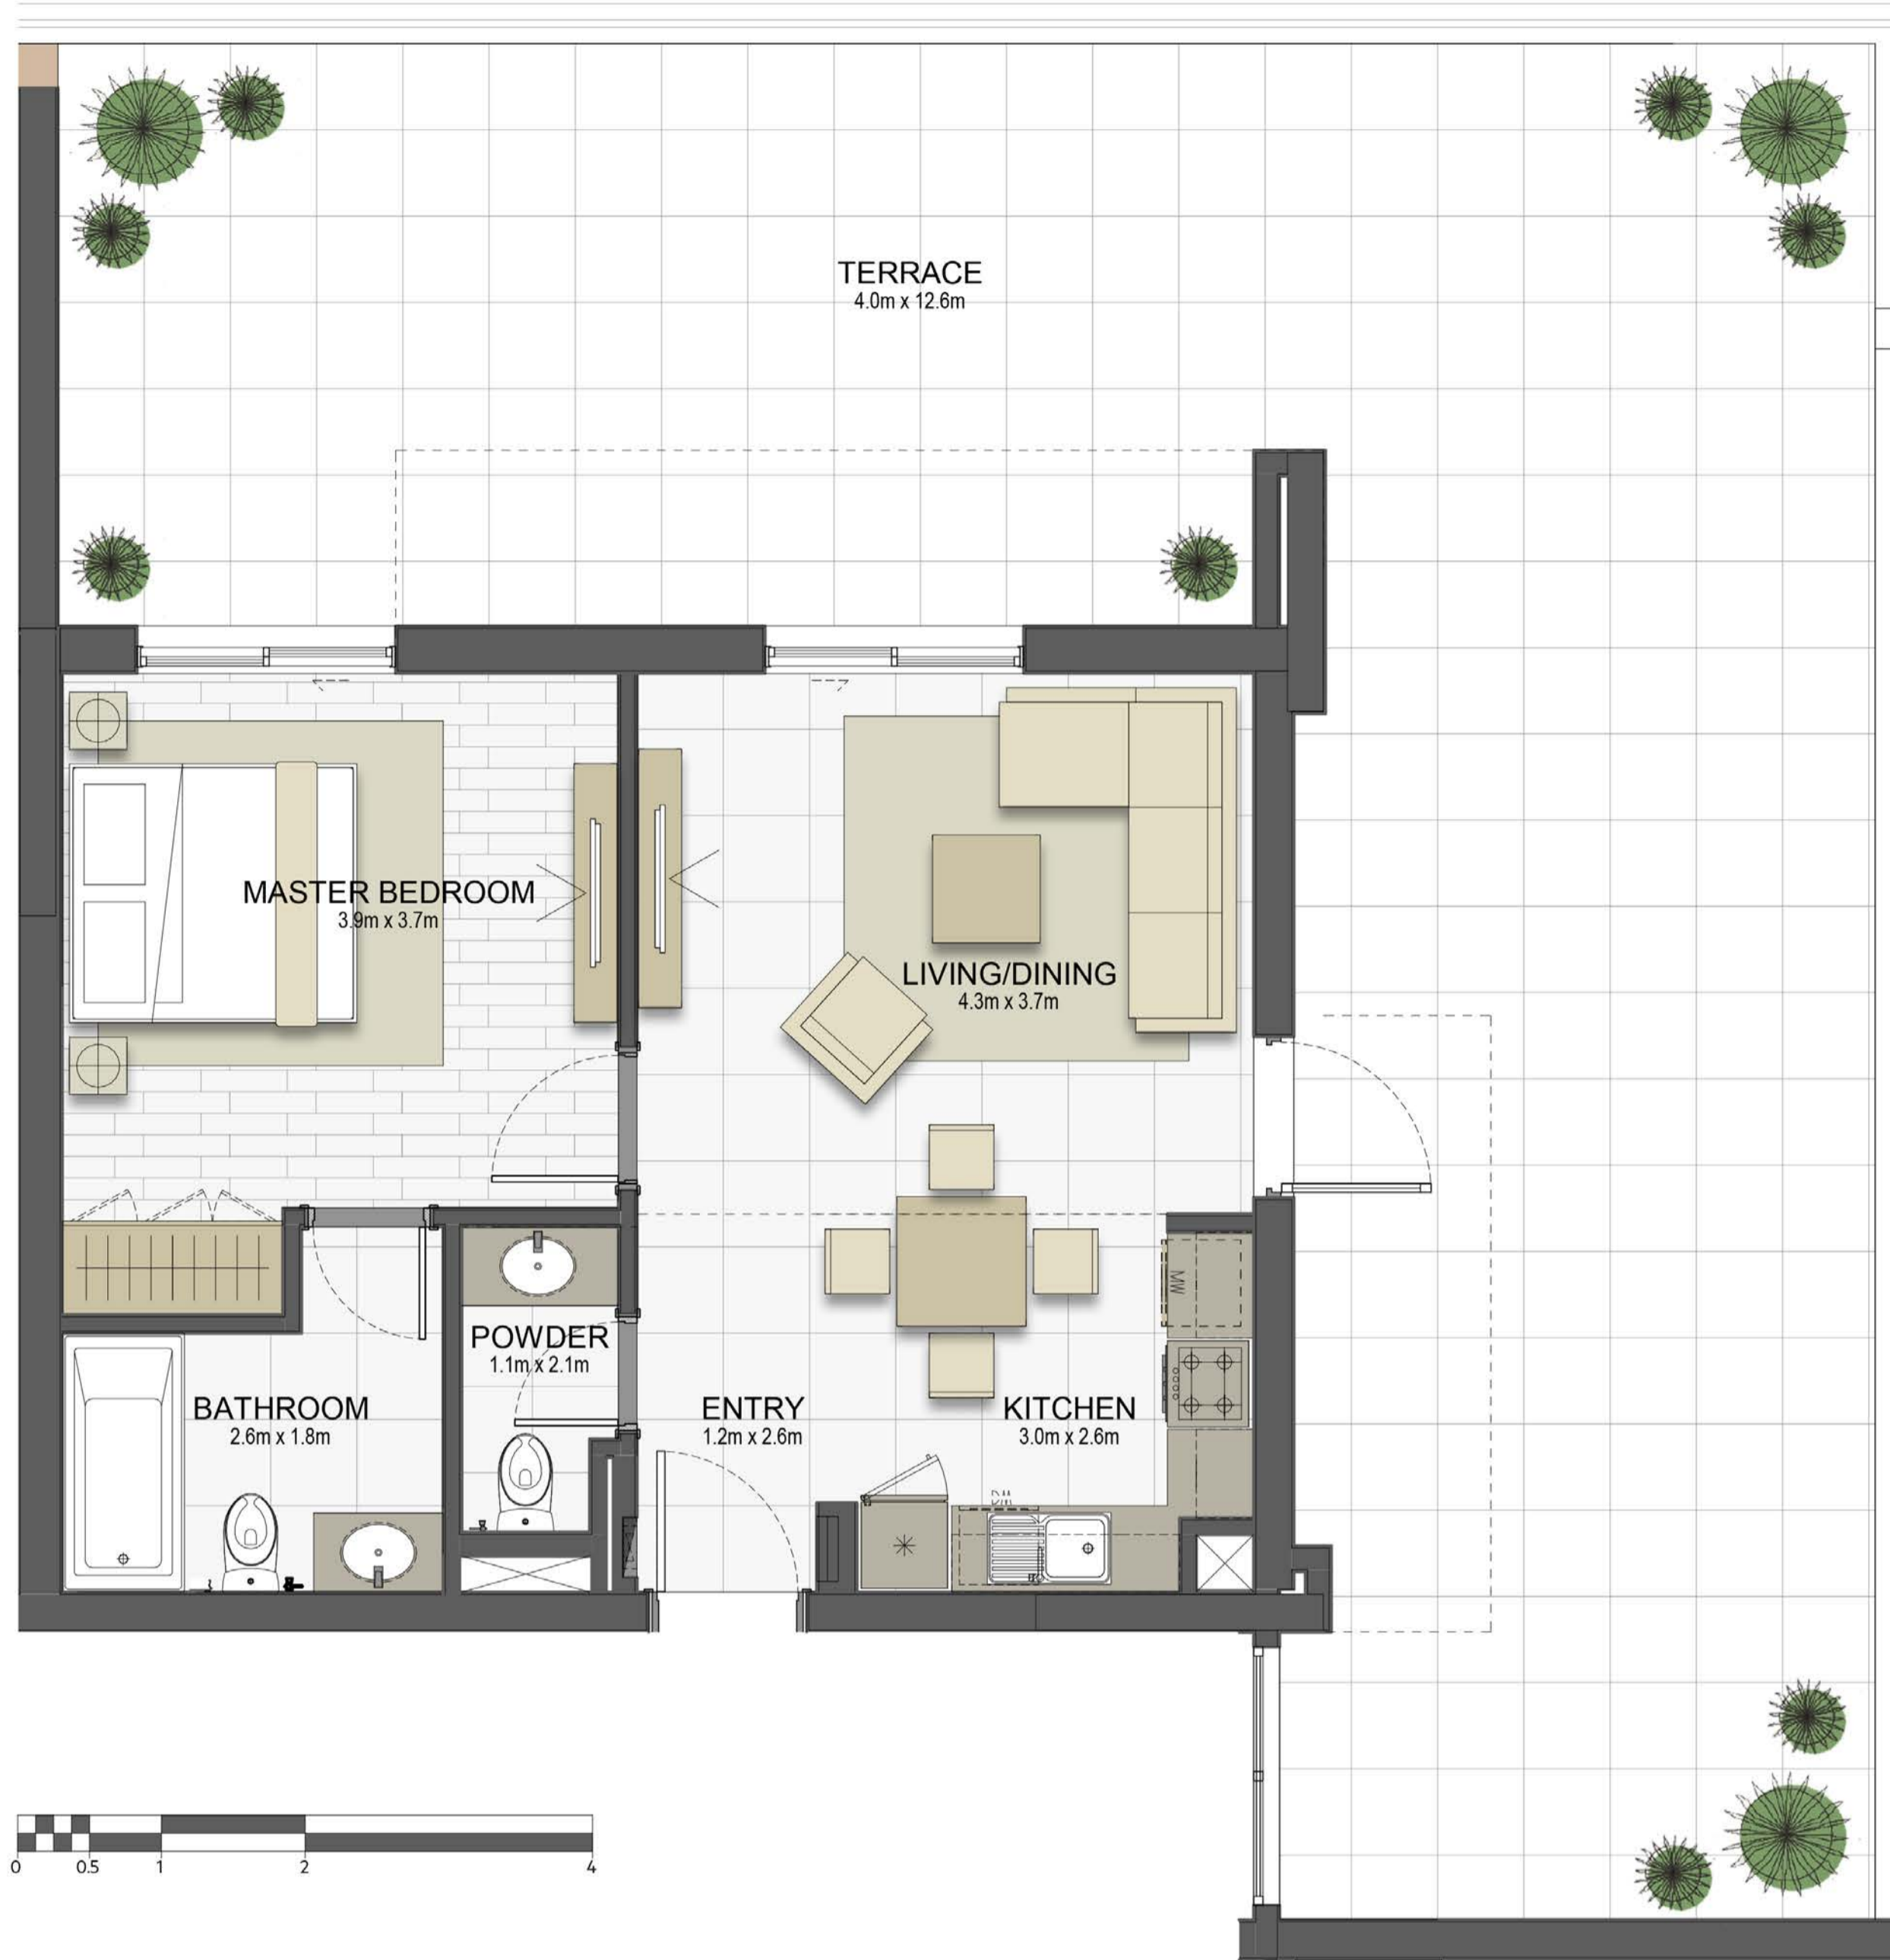 TERRACE
4.0m x 12.6m
MASTER BEDROOM
3.9m x 3.7m
LIVING/DINING
4.3m x 3.7m
MW
POWDER
1.1m x 2.1m
BATHROOM
2.6m x 1.8m
ENTRY
1.2m x 2.6m
KITCHEN
3.0m x 2.6m
0 0.5 1 2 4